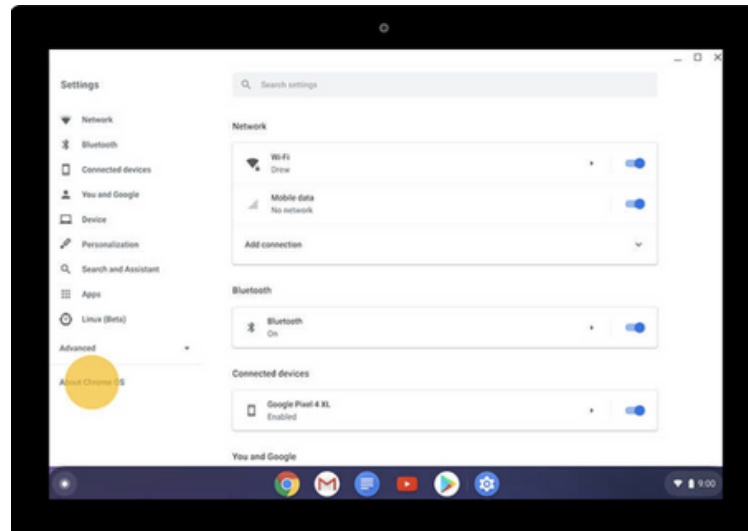 Settings
Search settings
Network
Bluetooth
Connected devices
You and Google
Device
Personalization
Search and Assistant
Apps
Linux (Beta)
Advanced
About Chrome OS
Network
Wi-Fi
Drew
Mobile data
No network
Add connection
Bluetooth
Bluetooth
On
Connected devices
Google Pixel 4 XL
Enabled
You and Google
9:00